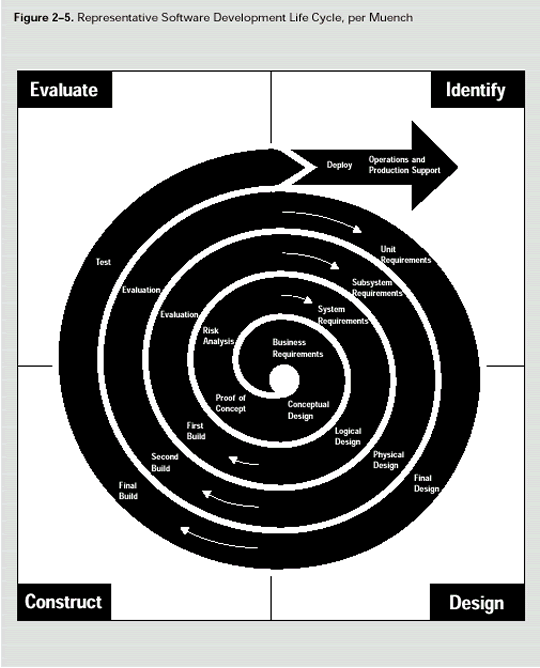 Figure 2–5. Representative Software Development Life Cycle, per Muench
Evaluate
Identify
Deploy
Operations and
Production Support
Unit
Requirements
Test
Subsystem
Requirements
Evaluation
System
Requirements
Evaluation
Risk
Analysis
Business
Requirements
Proof of
Concept
Conceptual
Design
First
Build
Logical
Design
Second
Build
Physical
Design
Final
Build
Final
Design
Construct
Design